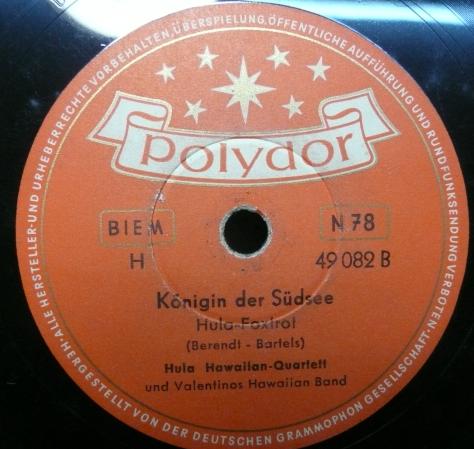 ALLE HERSTELLER- UND URHEBERRECHTE VORBEHALTEN, ÜBERSPIELUNG, ÖFFENTLICHE AUFFÜHRUNG UND RUNDFUNKSENDUNG VERBOTEN.
Polydor
BIEM N 78
H 49 082 B
Königin der Südsee
Hula-Foxtrot
(Berendt - Bartels)
Hula Hawaiian-Quartett
und Valentinos Hawaiian Band
HERGESTELLT VON DER DEUTSCHEN GRAMMOPHON GESELLSCHAFT